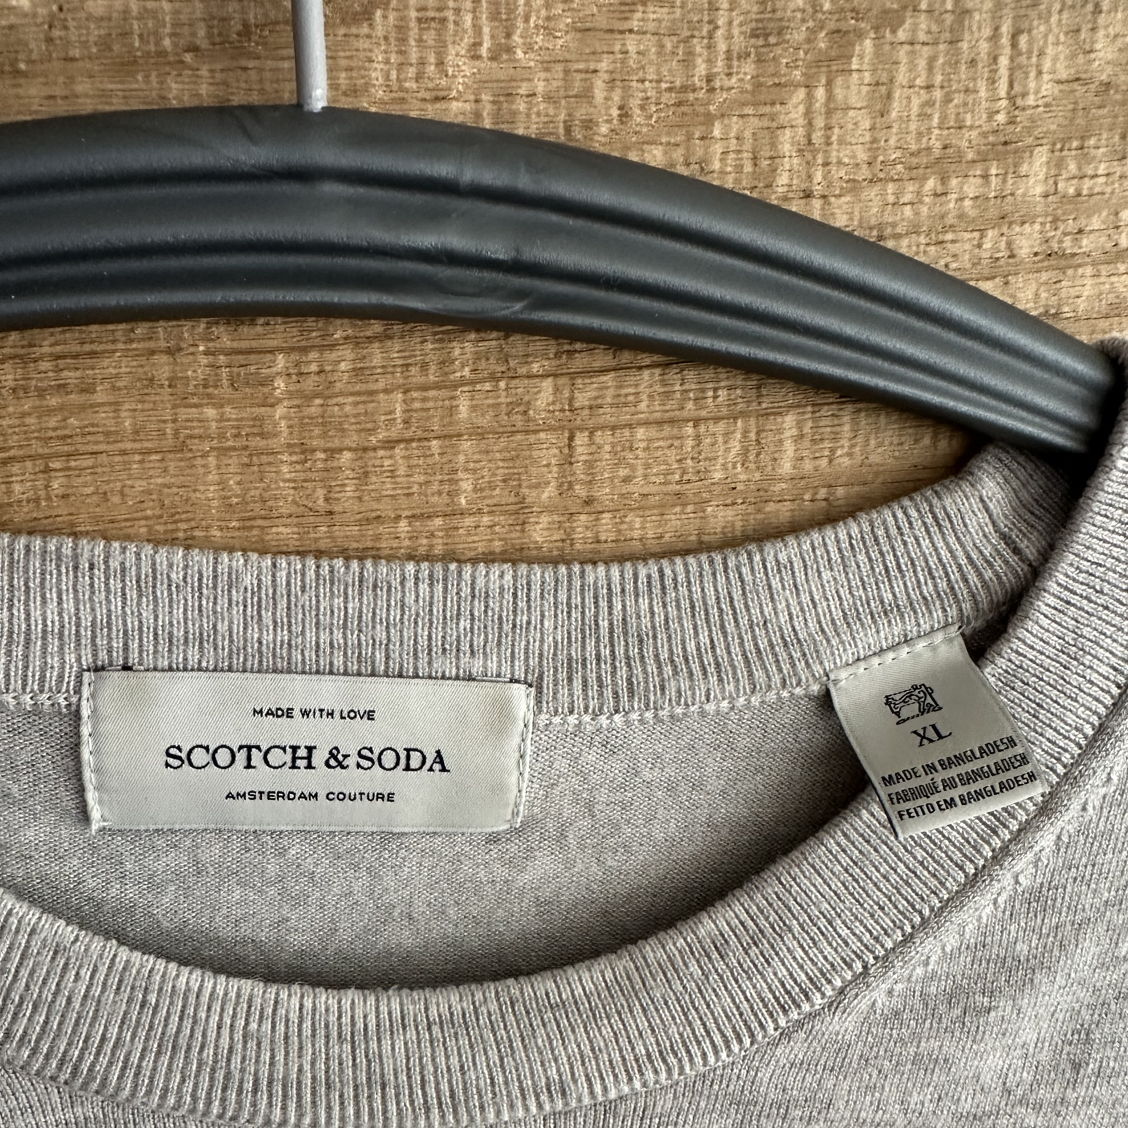 MADE WITH LOVE
SCOTCH & SODA
AMSTERDAM COUTURE
XL
MADE IN BANGLADESH
FABRIQUÉ AU BANGLADESH
FEITO EM BANGLADESH